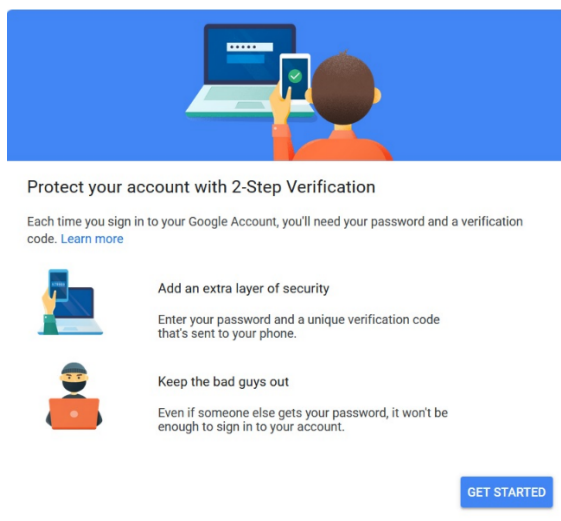 Protect your account with 2-Step Verification
Each time you sign in to your Google Account, you'll need your password and a verification
code. Learn more
Add an extra layer of security
Enter your password and a unique verification code
that's sent to your phone.
Keep the bad guys out
Even if someone else gets your password, it won't be
enough to sign in to your account.
GET STARTED